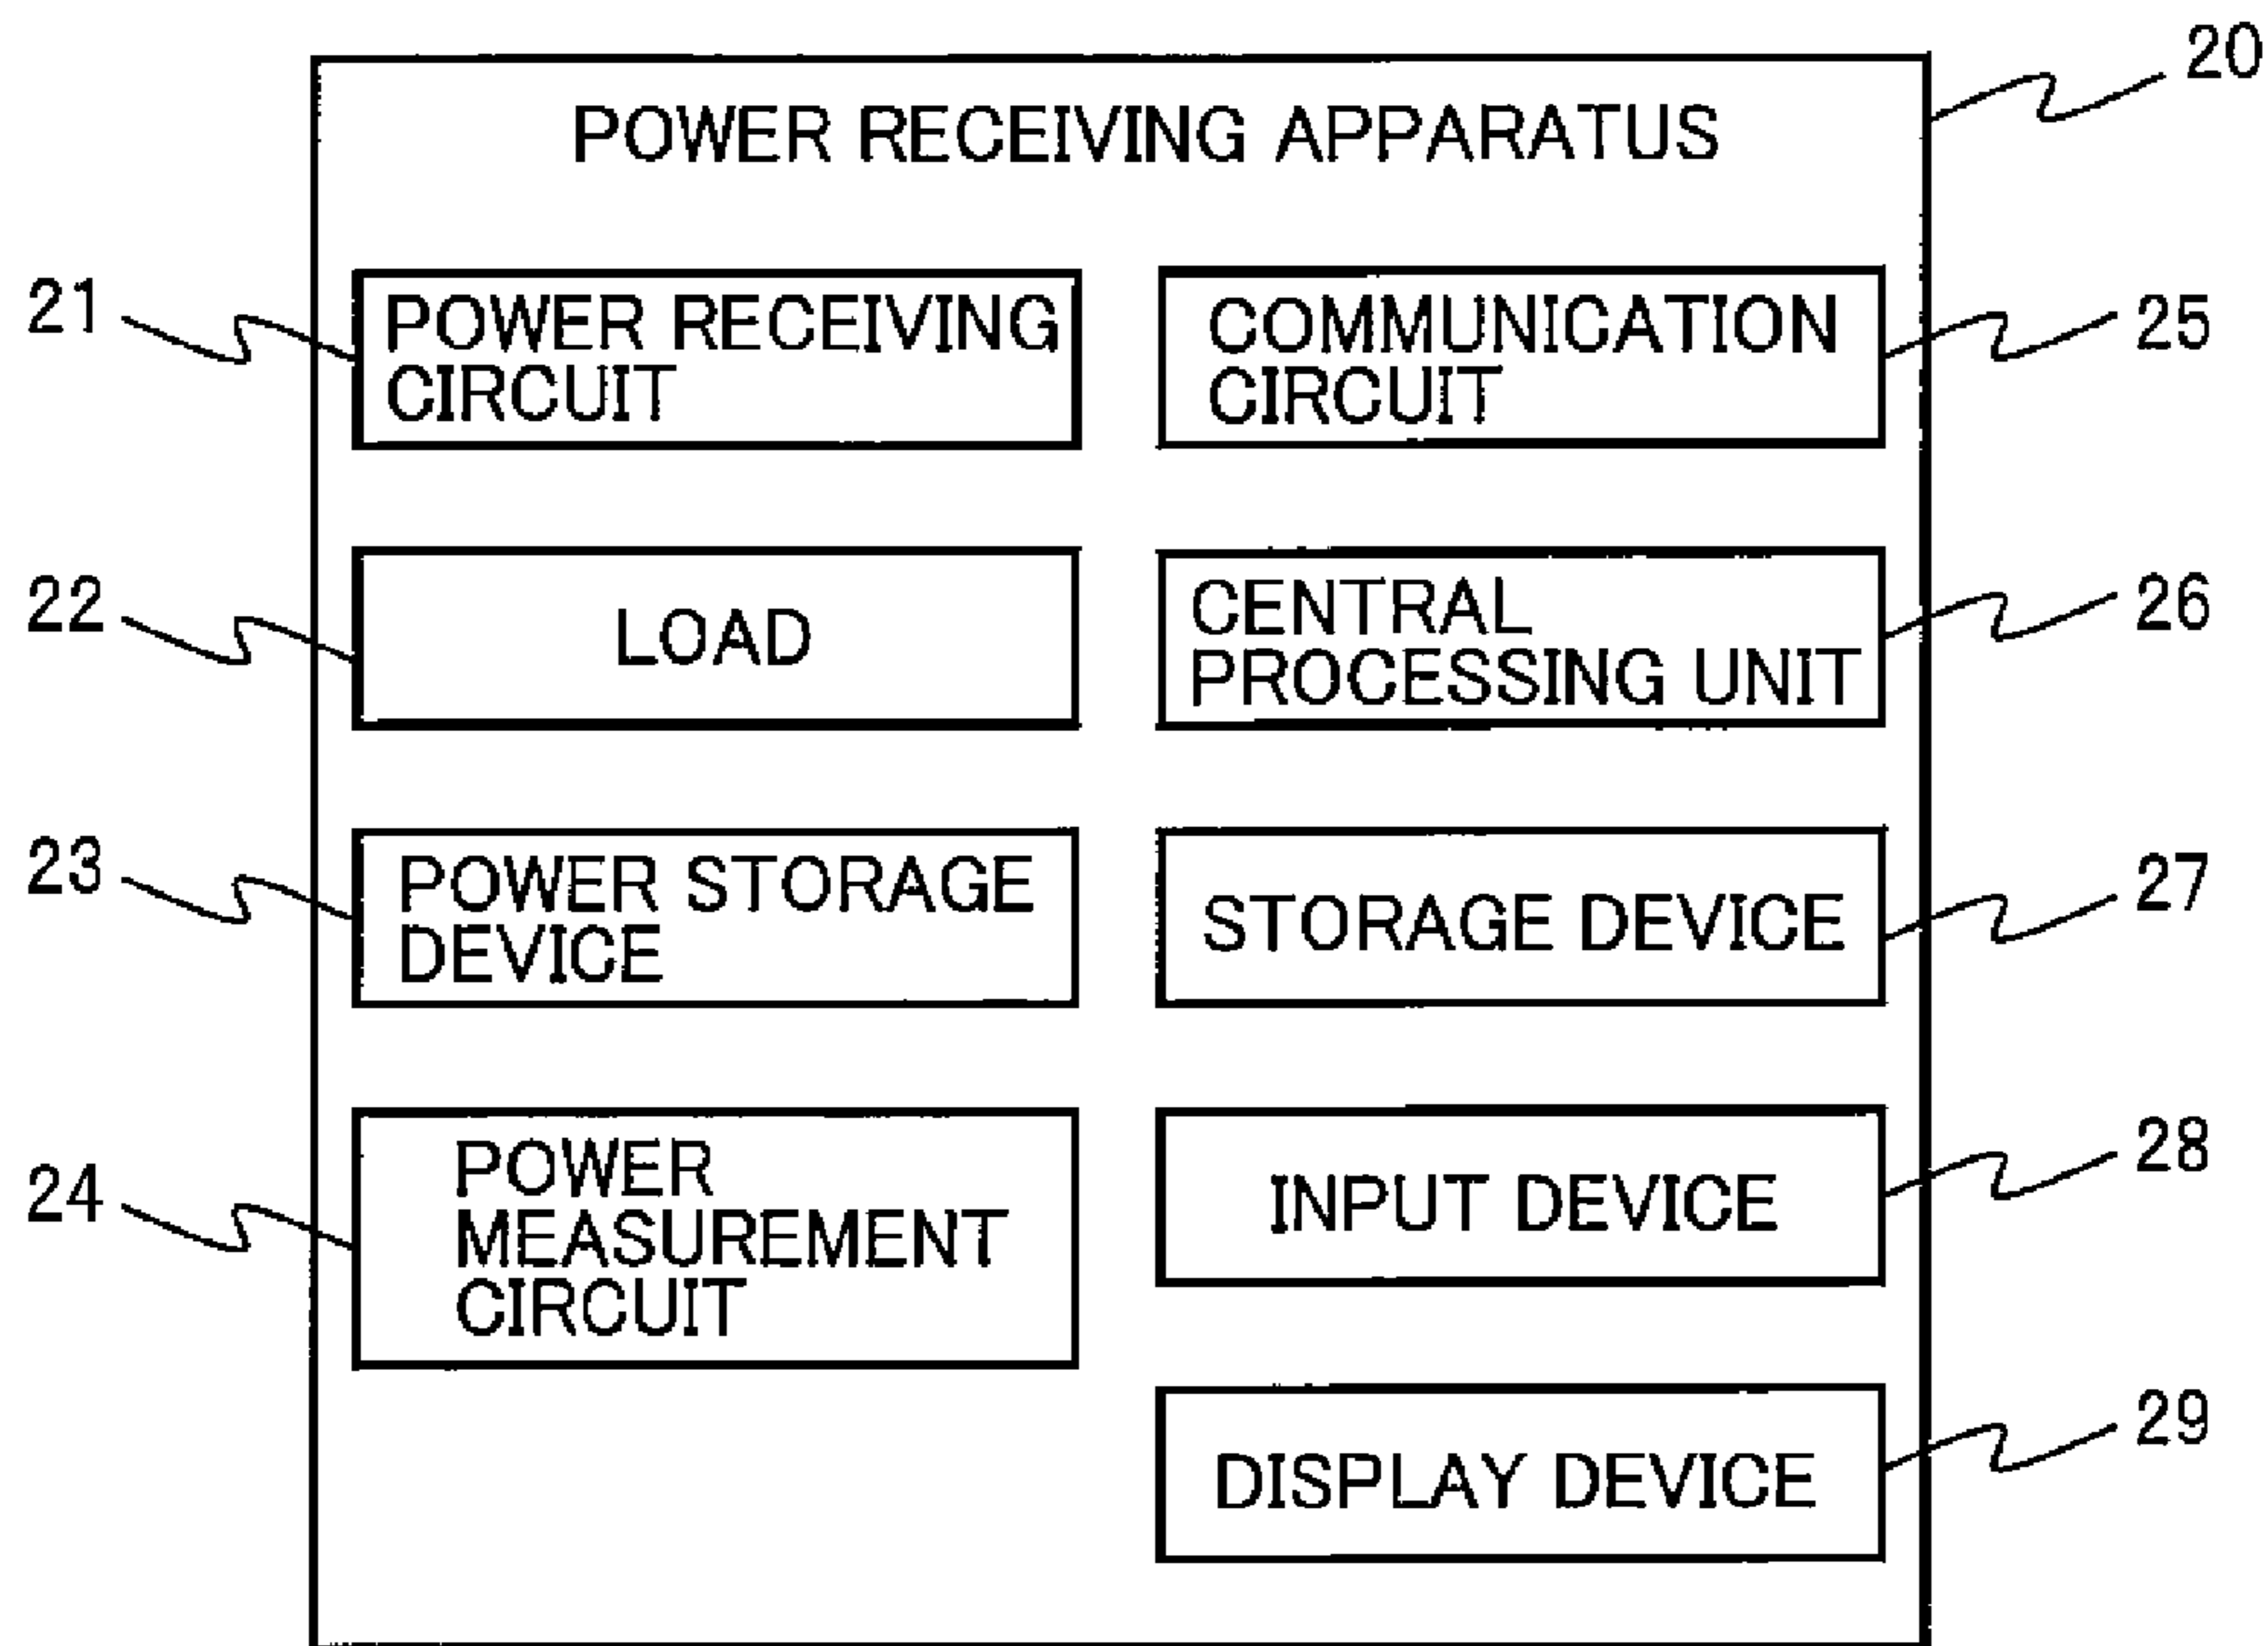 20
POWER RECEIVING APPARATUS
21
POWER RECEIVING
CIRCUIT
22
LOAD
23
POWER STORAGE
DEVICE
24
POWER
MEASUREMENT
CIRCUIT
COMMUNICATION
CIRCUIT
25
CENTRAL
PROCESSING UNIT
26
STORAGE DEVICE
27
INPUT DEVICE
28
DISPLAY DEVICE
29